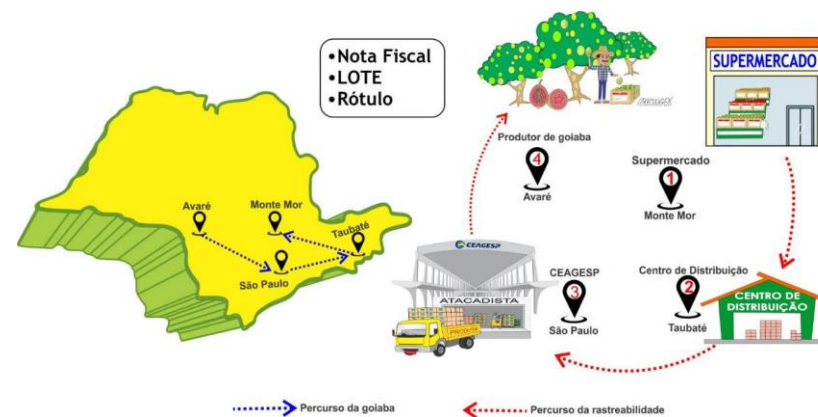 •Nota Fiscal
•LOTE
•Rótulo
SUPERMERCADO
Produtor de goiaba
4
Avaré
Supermercado
1
Monte Mor
Avaré
Monte Mor
Taubaté
São Paulo
CEAGESP
ATACADISTA
CEAGESP
3
São Paulo
Centro de Distribuição
2
Taubaté
CENTRO DE
DISTRIBUIÇÃO
Percurso da goiaba
Percurso da rastreabilidade